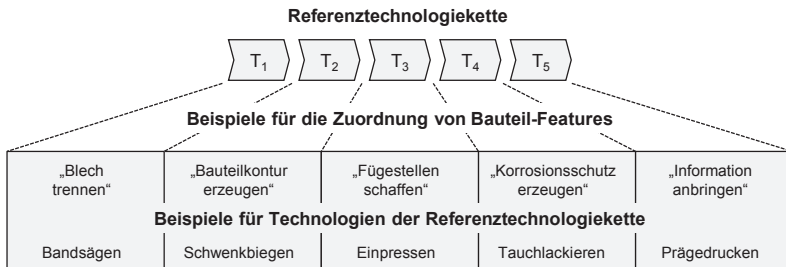 Referenztechnologiekette
T₁ T₂ T₃ T₄ T₅
Beispiele für die Zuordnung von Bauteil-Features
„Blech „Bauteilkontur „Fügestellen „Korrosionsschutz „Information
trennen“ erzeugen“ schaffen“ erzeugen“ anbringen“
Beispiele für Technologien der Referenztechnologiekette
Bandsägen Schwenkbiegen Einpressen Tauchlackieren Prägedrucken